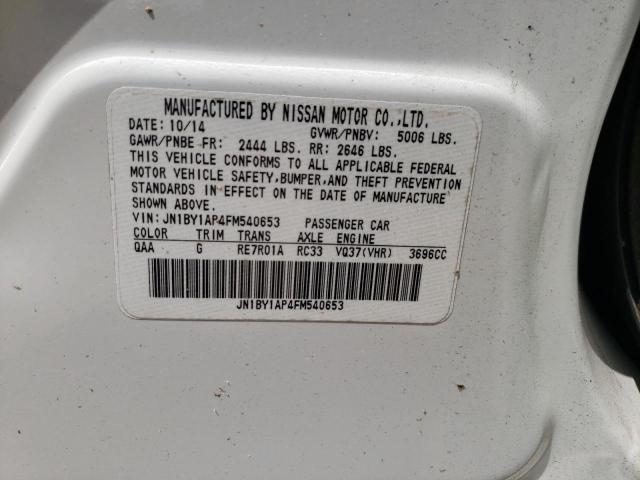 MANUFACTURED BY NISSAN MOTOR CO.,LTD.
DATE: 10/14 GVWR/PNBV: 5006 LBS.
GAWR/PNBE FR: 2444 LBS. RR: 2646 LBS.
THIS VEHICLE CONFORMS TO ALL APPLICABLE FEDERAL
MOTOR VEHICLE SAFETY,BUMPER,AND THEFT PREVENTION
STANDARDS IN EFFECT ON THE DATE OF MANUFACTURE
SHOWN ABOVE.
VIN: JN1BY1AP4FM540653 PASSENGER CAR
COLOR TRIM TRANS AXLE ENGINE
QAA G RE7R01A RC33 VQ37(VHR) 3696CC
JN1BY1AP4FM540653